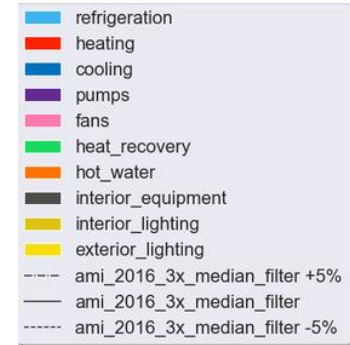 refrigeration
heating
cooling
pumps
fans
heat_recovery
hot_water
interior_equipment
interior_lighting
exterior_lighting
ami_2016_3x_median_filter +5%
ami_2016_3x_median_filter
ami_2016_3x_median_filter -5%